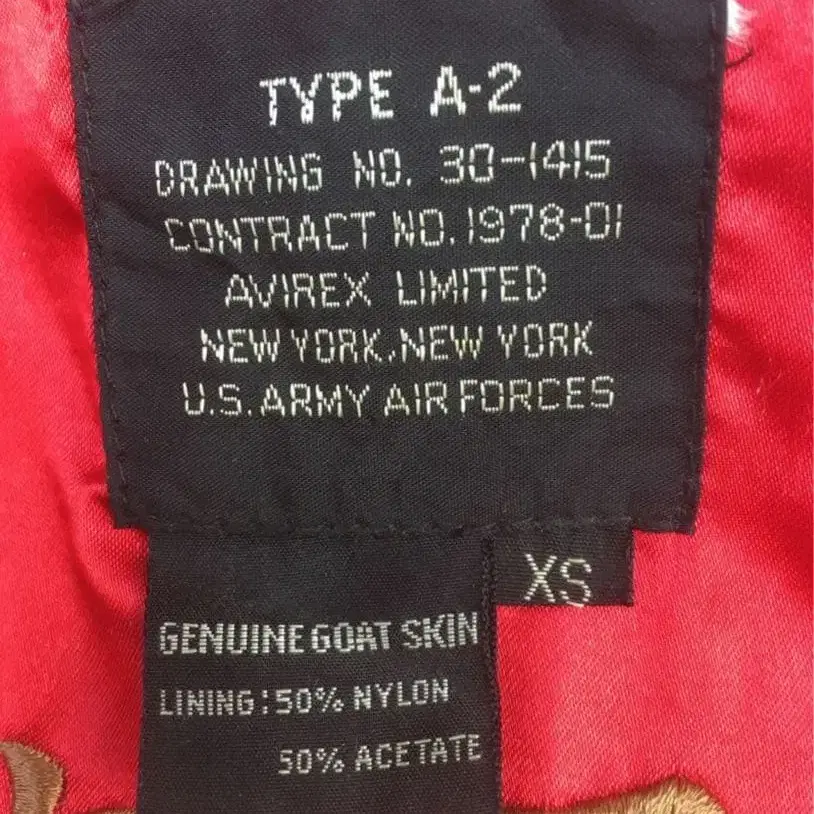 TYPE A-2
DRAWING NO. 30-1415
CONTRACT NO. 1978-01
AVIREX LIMITED
NEW YORK, NEW YORK
U.S. ARMY AIR FORCES
XS
GENUINE GOAT SKIN
LINING: 50% NYLON
50% ACETATE